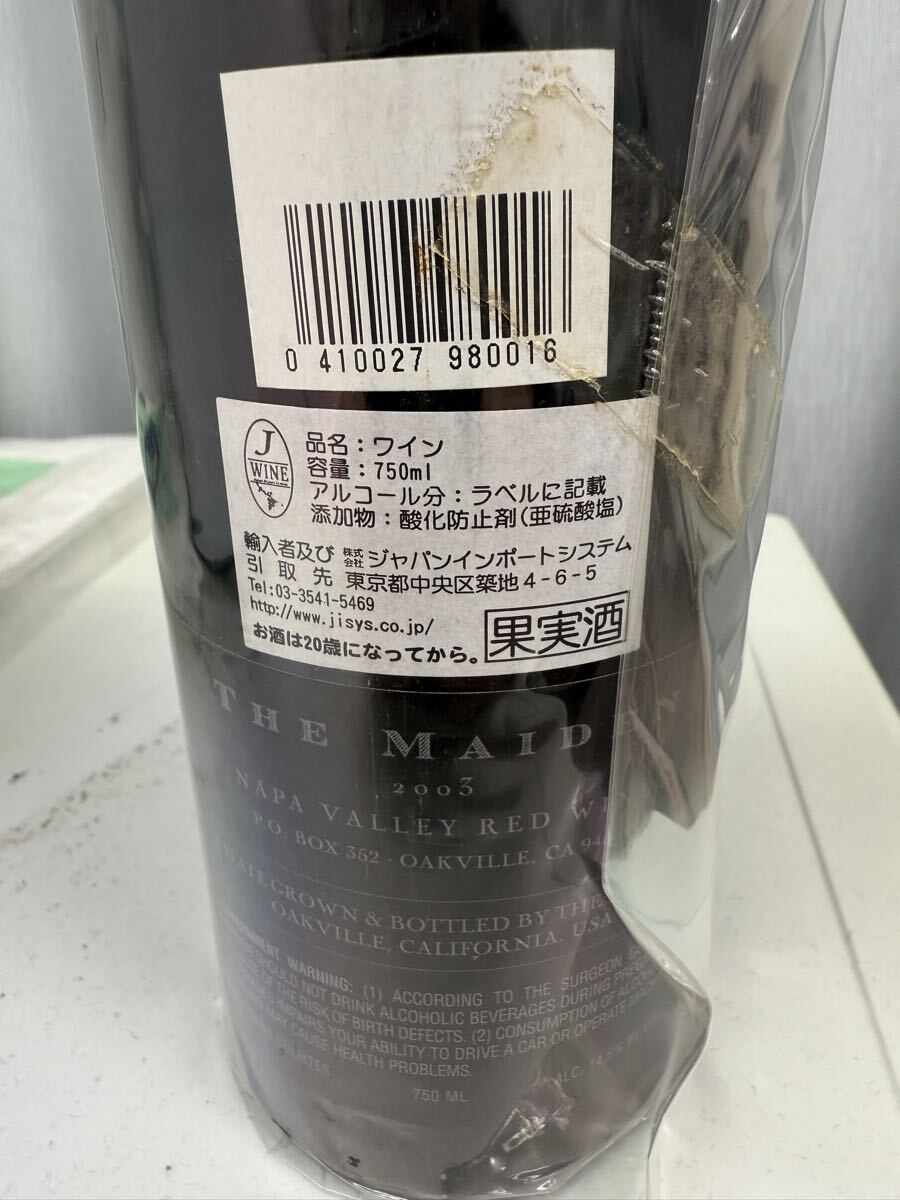 0 410027 980016
J
WINE
品名：ワイン
容量：750ml
アルコール分：ラベルに記載
添加物：酸化防止剤(亜硫酸塩)
輸入者及び 株式会社 ジャパンインポートシステム
引取先 東京都中央区築地4-6-5
Tel:03-3541-5469
http://www.jisys.co.jp/
お酒は20歳になってから。
果実酒
THE MAIDEN
2003
NAPA VALLEY RED
P.O. BOX 352 · OAKVILLE, CA
GROWN & BOTTLED BY THE
OAKVILLE, CALIFORNIA. USA
WARNING: (1) ACCORDING TO THE SURGEON
SHOULD NOT DRINK ALCOHOLIC BEVERAGES DURING
OF THE RISK OF BIRTH DEFECTS. (2) CONSUMPTION OF
IMPAIRS YOUR ABILITY TO DRIVE A CAR OR OPERATE
MAY CAUSE HEALTH PROBLEMS.
ALC.
750 ML